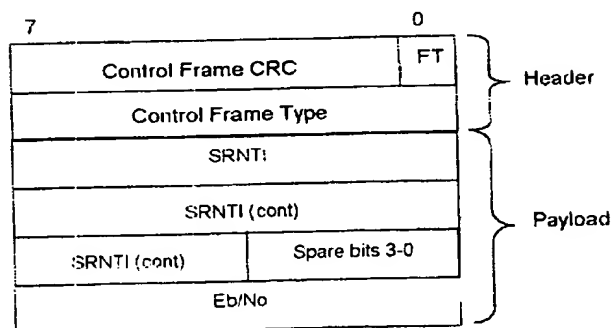 7 0
Control Frame CRC FT
Header
Control Frame Type
SRNTI
SRNTI (cont)
Payload
SRNTI (cont) Spare bits 3-0
Eb/No